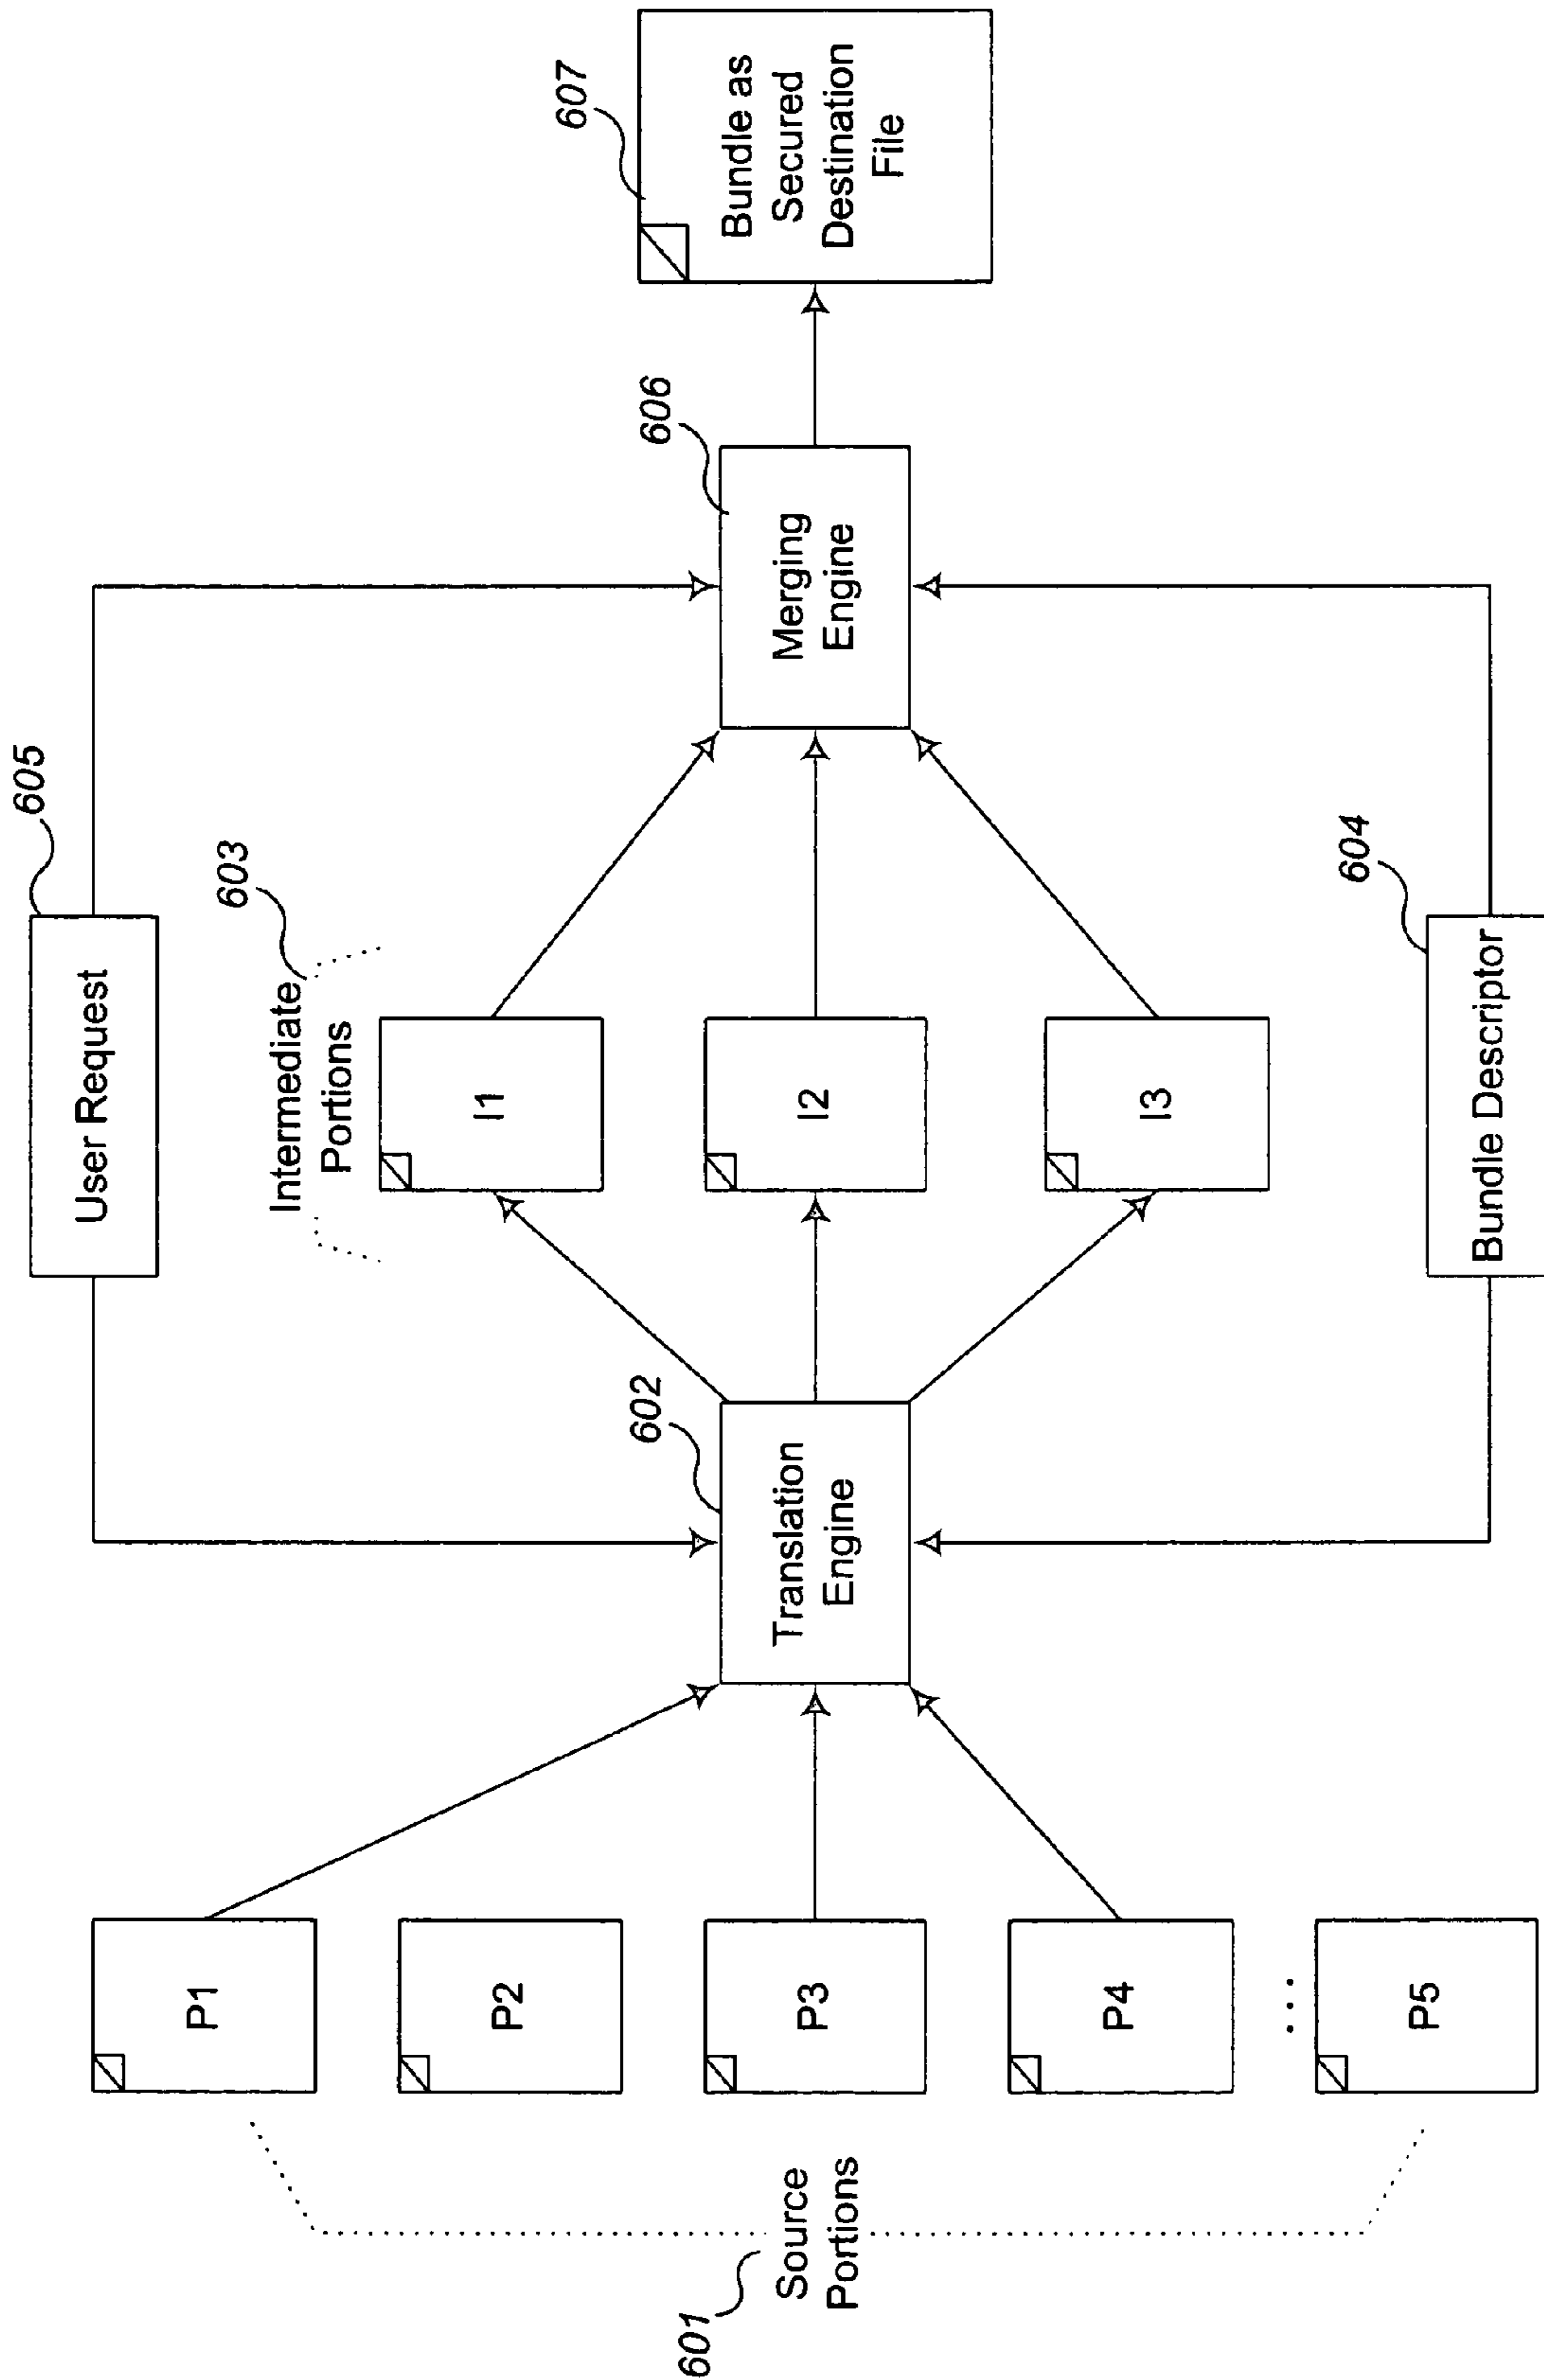 605
User Request
603
Intermediate
Portions
P1
P2
P3
P4
...
P5
601
Source
Portions
602
Translation
Engine
I1
I2
I3
606
Merging
Engine
607
Bundle as
Secured
Destination
File
604
Bundle Descriptor